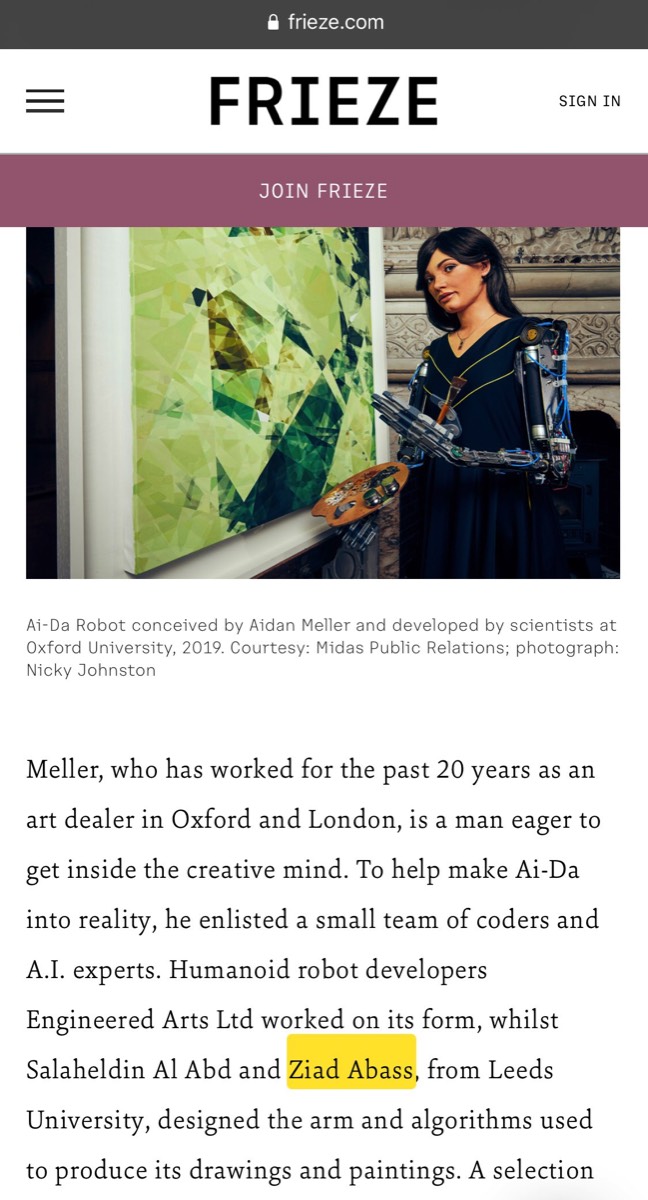 frieze.com
FRIEZE
SIGN IN
JOIN FRIEZE
Ai-Da Robot conceived by Aidan Meller and developed by scientists at
Oxford University, 2019. Courtesy: Midas Public Relations; photograph:
Nicky Johnston
Meller, who has worked for the past 20 years as an
art dealer in Oxford and London, is a man eager to
get inside the creative mind. To help make Ai-Da
into reality, he enlisted a small team of coders and
A.I. experts. Humanoid robot developers
Engineered Arts Ltd worked on its form, whilst
Salaheldin Al Abd and Ziad Abass, from Leeds
University, designed the arm and algorithms used
to produce its drawings and paintings. A selection